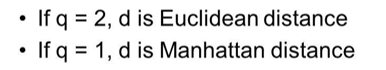 • If q = 2, d is Euclidean distance
• If q = 1, d is Manhattan distance